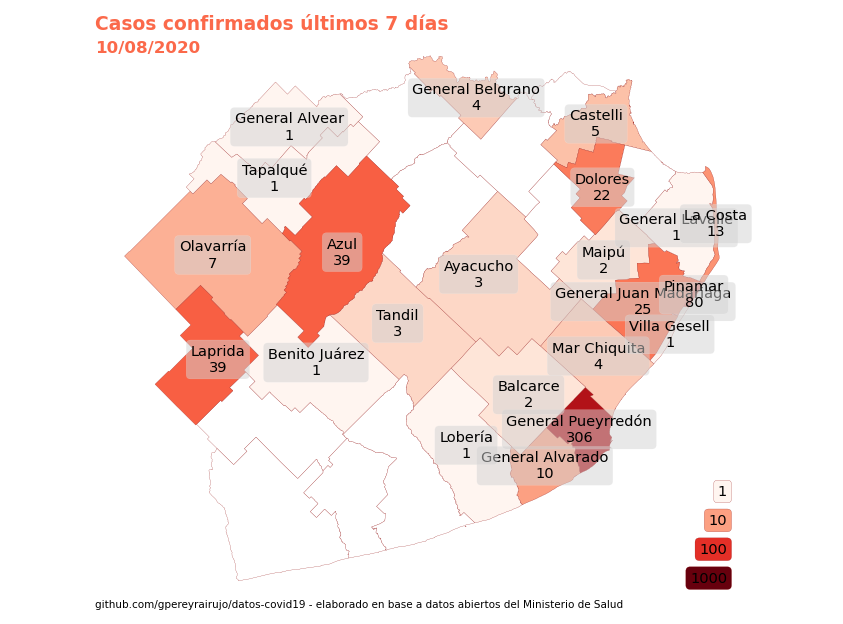 Casos confirmados últimos 7 días
10/08/2020
General Belgrano
4
General Alvear
1
Castelli
5
Tapalqué
1
Dolores
22
General Lavalle
1
La Costa
13
Olavarría
7
Azul
39
Maipú
2
Ayacucho
3
General Juan Madariaga
25
Pinamar
80
Tandil
3
Villa Gesell
1
Laprida
39
Benito Juárez
1
Mar Chiquita
4
Balcarce
2
General Pueyrredón
306
Lobería
1
General Alvarado
10
1
10
100
1000
github.com/gpereyrairujo/datos-covid19 - elaborado en base a datos abiertos del Ministerio de Salud